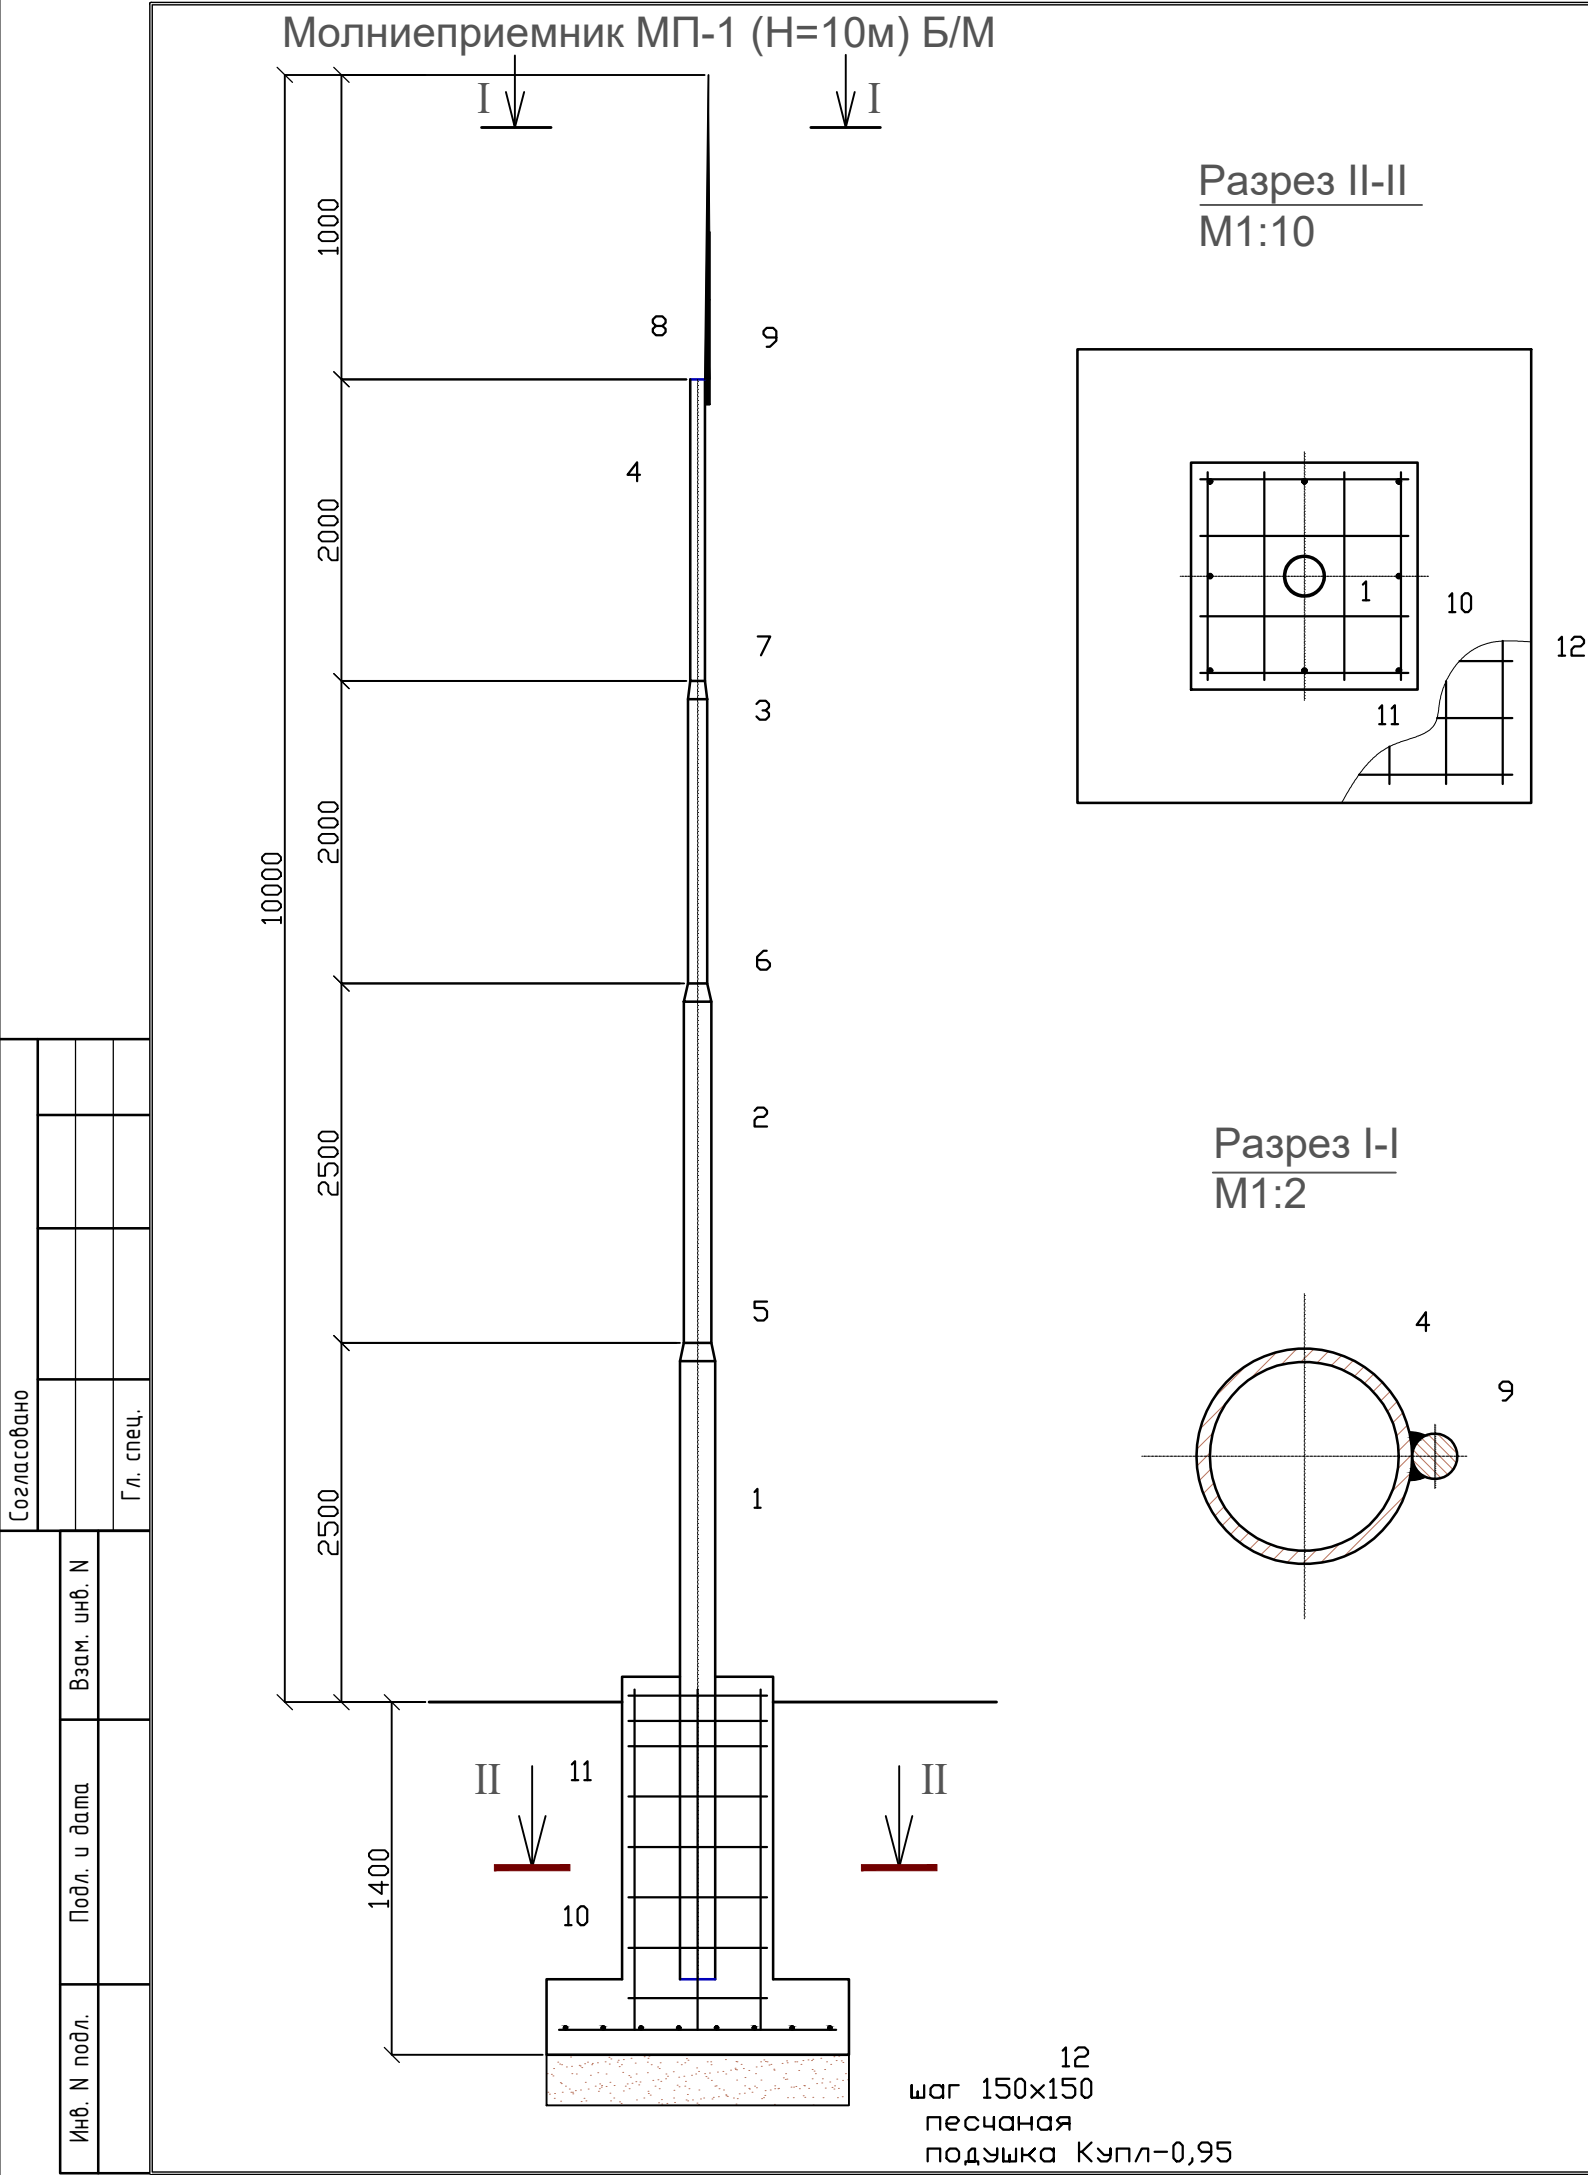 Молниеприемник МП-1 (Н=10м) Б/М
I
I
Разрез II-II
М1:10
1000
8
9
4
2000
7
3
2000
10000
6
2
2500
5
1
2500
1
10
12
11
Разрез I-I
М1:2
4
9
II
11
II
1400
10
12
шаг 150х150
песчаная
подушка Купл-0,95
Согласовано
Гл. спец.
Взам. инв. N
Подл. и дата
Инв. N подл.